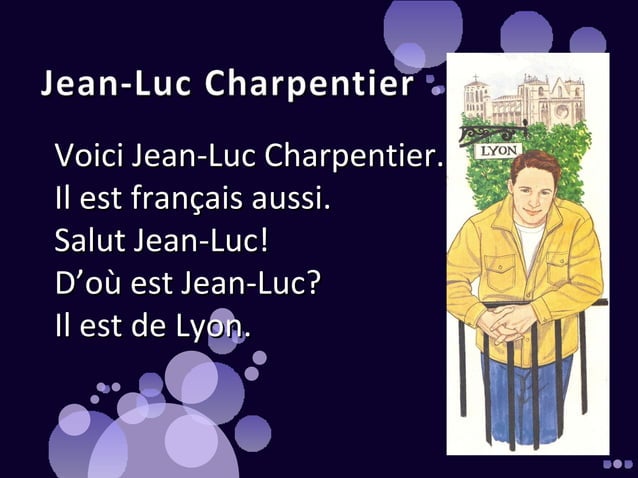 Jean-Luc Charpentier
Voici Jean-Luc Charpentier.
Il est français aussi.
Salut Jean-Luc!
D’où est Jean-Luc?
Il est de Lyon.
LYON